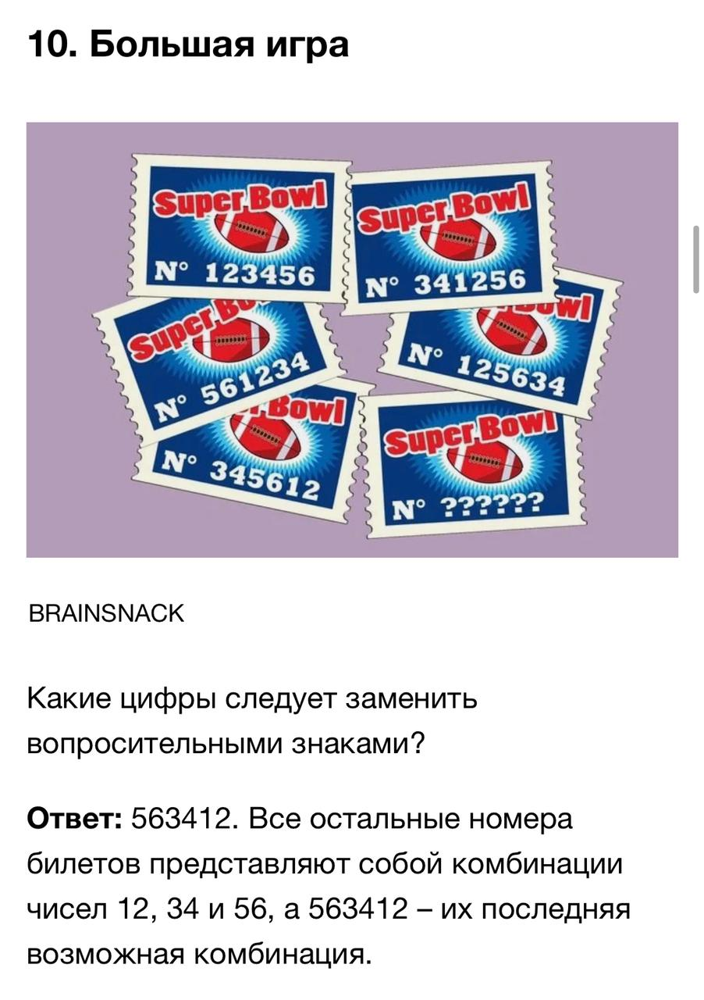 10. Большая игра
Super Bowl
N° 123456
Super Bowl
N° 341256
Super Bo
N° 561234
Bowl
N° 125634
Bowl
N° 345612
Super Bowl
N° ??????
BRAINSNACK
Какие цифры следует заменить
вопросительными знаками?
Ответ: 563412. Все остальные номера
билетов представляют собой комбинации
чисел 12, 34 и 56, а 563412 – их последняя
возможная комбинация.